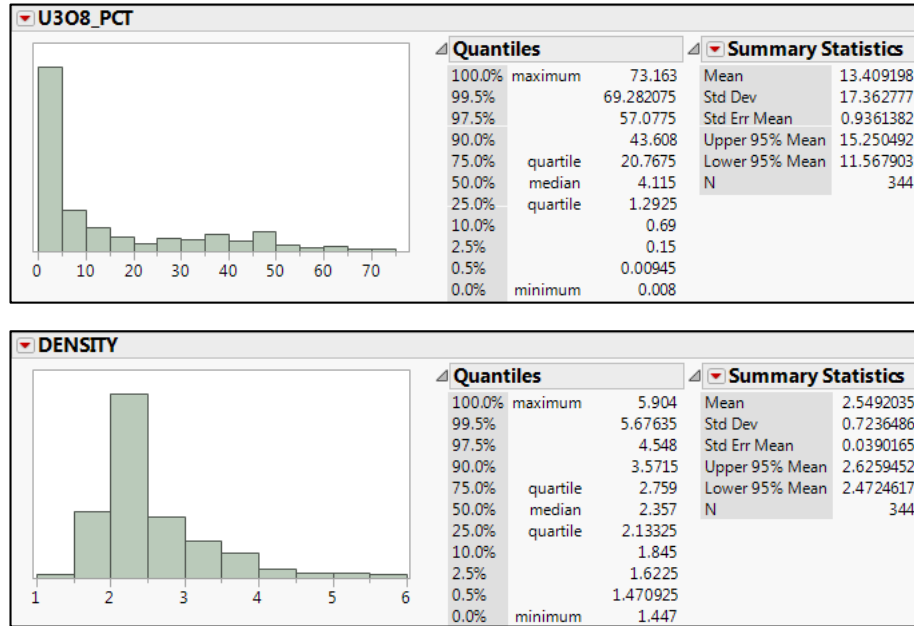 U3O8_PCT
Quantiles
100.0% maximum 73.163
99.5% 69.282075
97.5% 57.0775
90.0% 43.608
75.0% quartile 20.7675
50.0% median 4.115
25.0% quartile 1.2925
10.0% 0.69
2.5% 0.15
0.5% 0.00945
0.0% minimum 0.008
Summary Statistics
Mean 13.409198
Std Dev 17.362777
Std Err Mean 0.9361382
Upper 95% Mean 15.250492
Lower 95% Mean 11.567903
N 344
0 10 20 30 40 50 60 70
DENSITY
Quantiles
100.0% maximum 5.904
99.5% 5.67635
97.5% 4.548
90.0% 3.5715
75.0% quartile 2.759
50.0% median 2.357
25.0% quartile 2.13325
10.0% 1.845
2.5% 1.6225
0.5% 1.470925
0.0% minimum 1.447
Summary Statistics
Mean 2.5492035
Std Dev 0.7236486
Std Err Mean 0.0390165
Upper 95% Mean 2.6259452
Lower 95% Mean 2.4724617
N 344
1 2 3 4 5 6